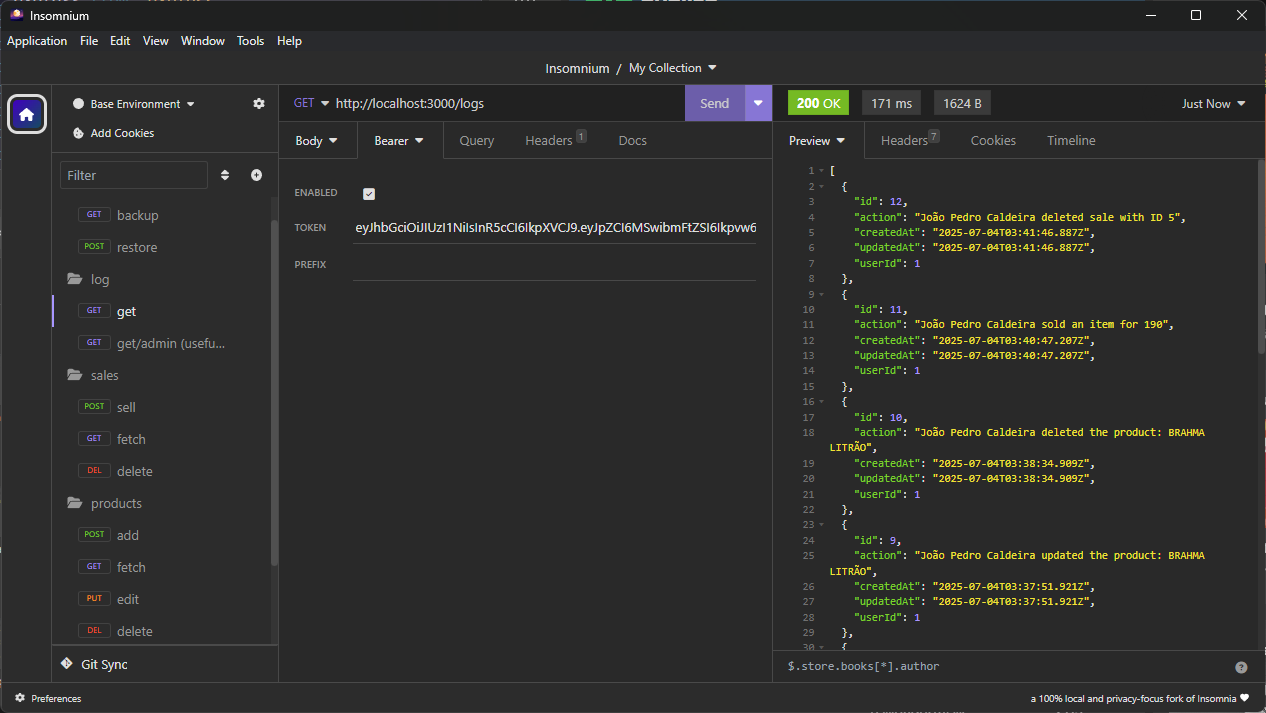 Insomnium
Application File Edit View Window Tools Help
Insomnium / My Collection
Base Environment
Add Cookies
Filter
GET backup
POST restore
log
GET get
GET get/admin (usefu...
sales
POST sell
GET fetch
DEL delete
products
POST add
GET fetch
PUT edit
DEL delete
Git Sync
Preferences
GET http://localhost:3000/logs Send
Body Bearer Query Headers 1 Docs
ENABLED
TOKEN eyJhbGciOiJIUzI1NiIsInR5cCI6IkpXVCJ9.eyJpZCI6MSwibmFtZSI6Ikpvw6
PREFIX
200 OK 171 ms 1624 B Just Now
Preview Headers 7 Cookies Timeline
1 [
2 {
3 "id": 12,
4 "action": "João Pedro Caldeira deleted sale with ID 5",
5 "createdAt": "2025-07-04T03:41:46.887Z",
6 "updatedAt": "2025-07-04T03:41:46.887Z",
7 "userId": 1
8 },
9 {
10 "id": 11,
11 "action": "João Pedro Caldeira sold an item for 190",
12 "createdAt": "2025-07-04T03:40:47.207Z",
13 "updatedAt": "2025-07-04T03:40:47.207Z",
14 "userId": 1
15 },
16 {
17 "id": 10,
18 "action": "João Pedro Caldeira deleted the product: BRAHMA
LITRÃO",
19 "createdAt": "2025-07-04T03:38:34.909Z",
20 "updatedAt": "2025-07-04T03:38:34.909Z",
21 "userId": 1
22 },
23 {
24 "id": 9,
25 "action": "João Pedro Caldeira updated the product: BRAHMA
LITRÃO",
26 "createdAt": "2025-07-04T03:37:51.921Z",
27 "updatedAt": "2025-07-04T03:37:51.921Z",
28 "userId": 1
29 },
30 {
$.store.books[*].author
a 100% local and privacy-focus fork of Insomnia